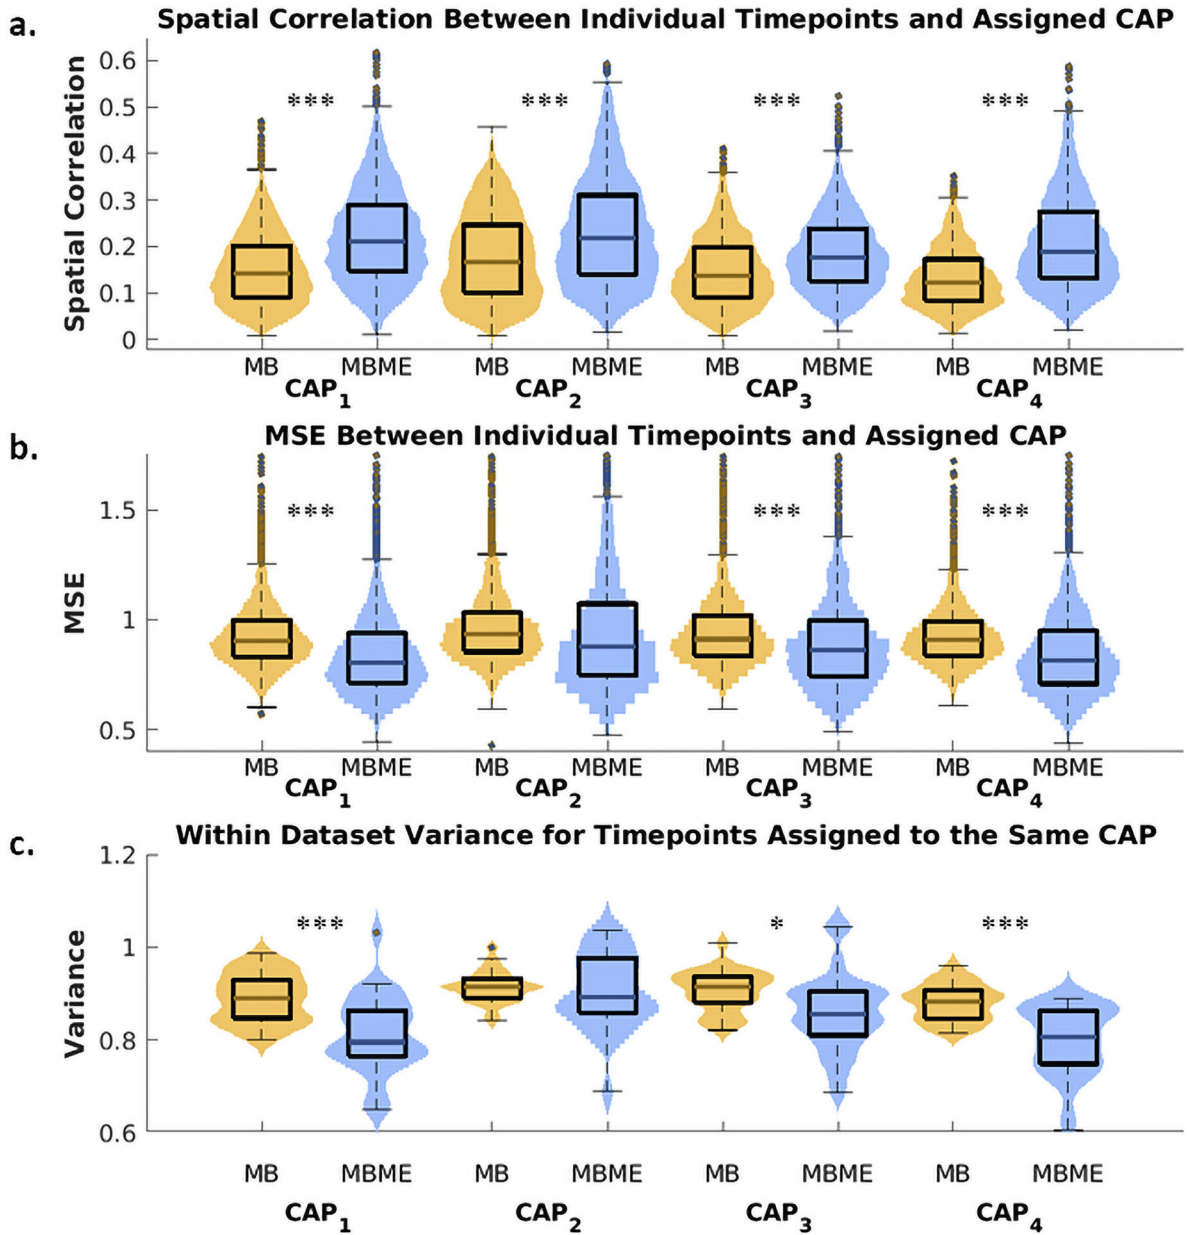 a.
Spatial Correlation Between Individual Timepoints and Assigned CAP
Spatial Correlation
0.6
0.5
0.4
0.3
0.2
0.1
0
*** *** *** ***
MB MBME MB MBME MB MBME MB MBME
CAP1 CAP2 CAP3 CAP4
b.
MSE Between Individual Timepoints and Assigned CAP
MSE
1.5
1
0.5
*** *** ***
MB MBME MB MBME MB MBME MB MBME
CAP1 CAP2 CAP3 CAP4
c.
Within Dataset Variance for Timepoints Assigned to the Same CAP
Variance
1.2
1
0.8
0.6
*** * ***
MB MBME MB MBME MB MBME MB MBME
CAP1 CAP2 CAP3 CAP4